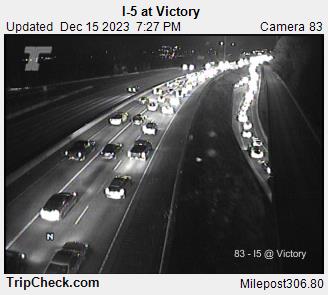 I-5 at Victory
Updated Dec 15 2023 7:27 PM Camera 83
T
N
83 - I5 @ Victory
TripCheck.com Milepost306.80